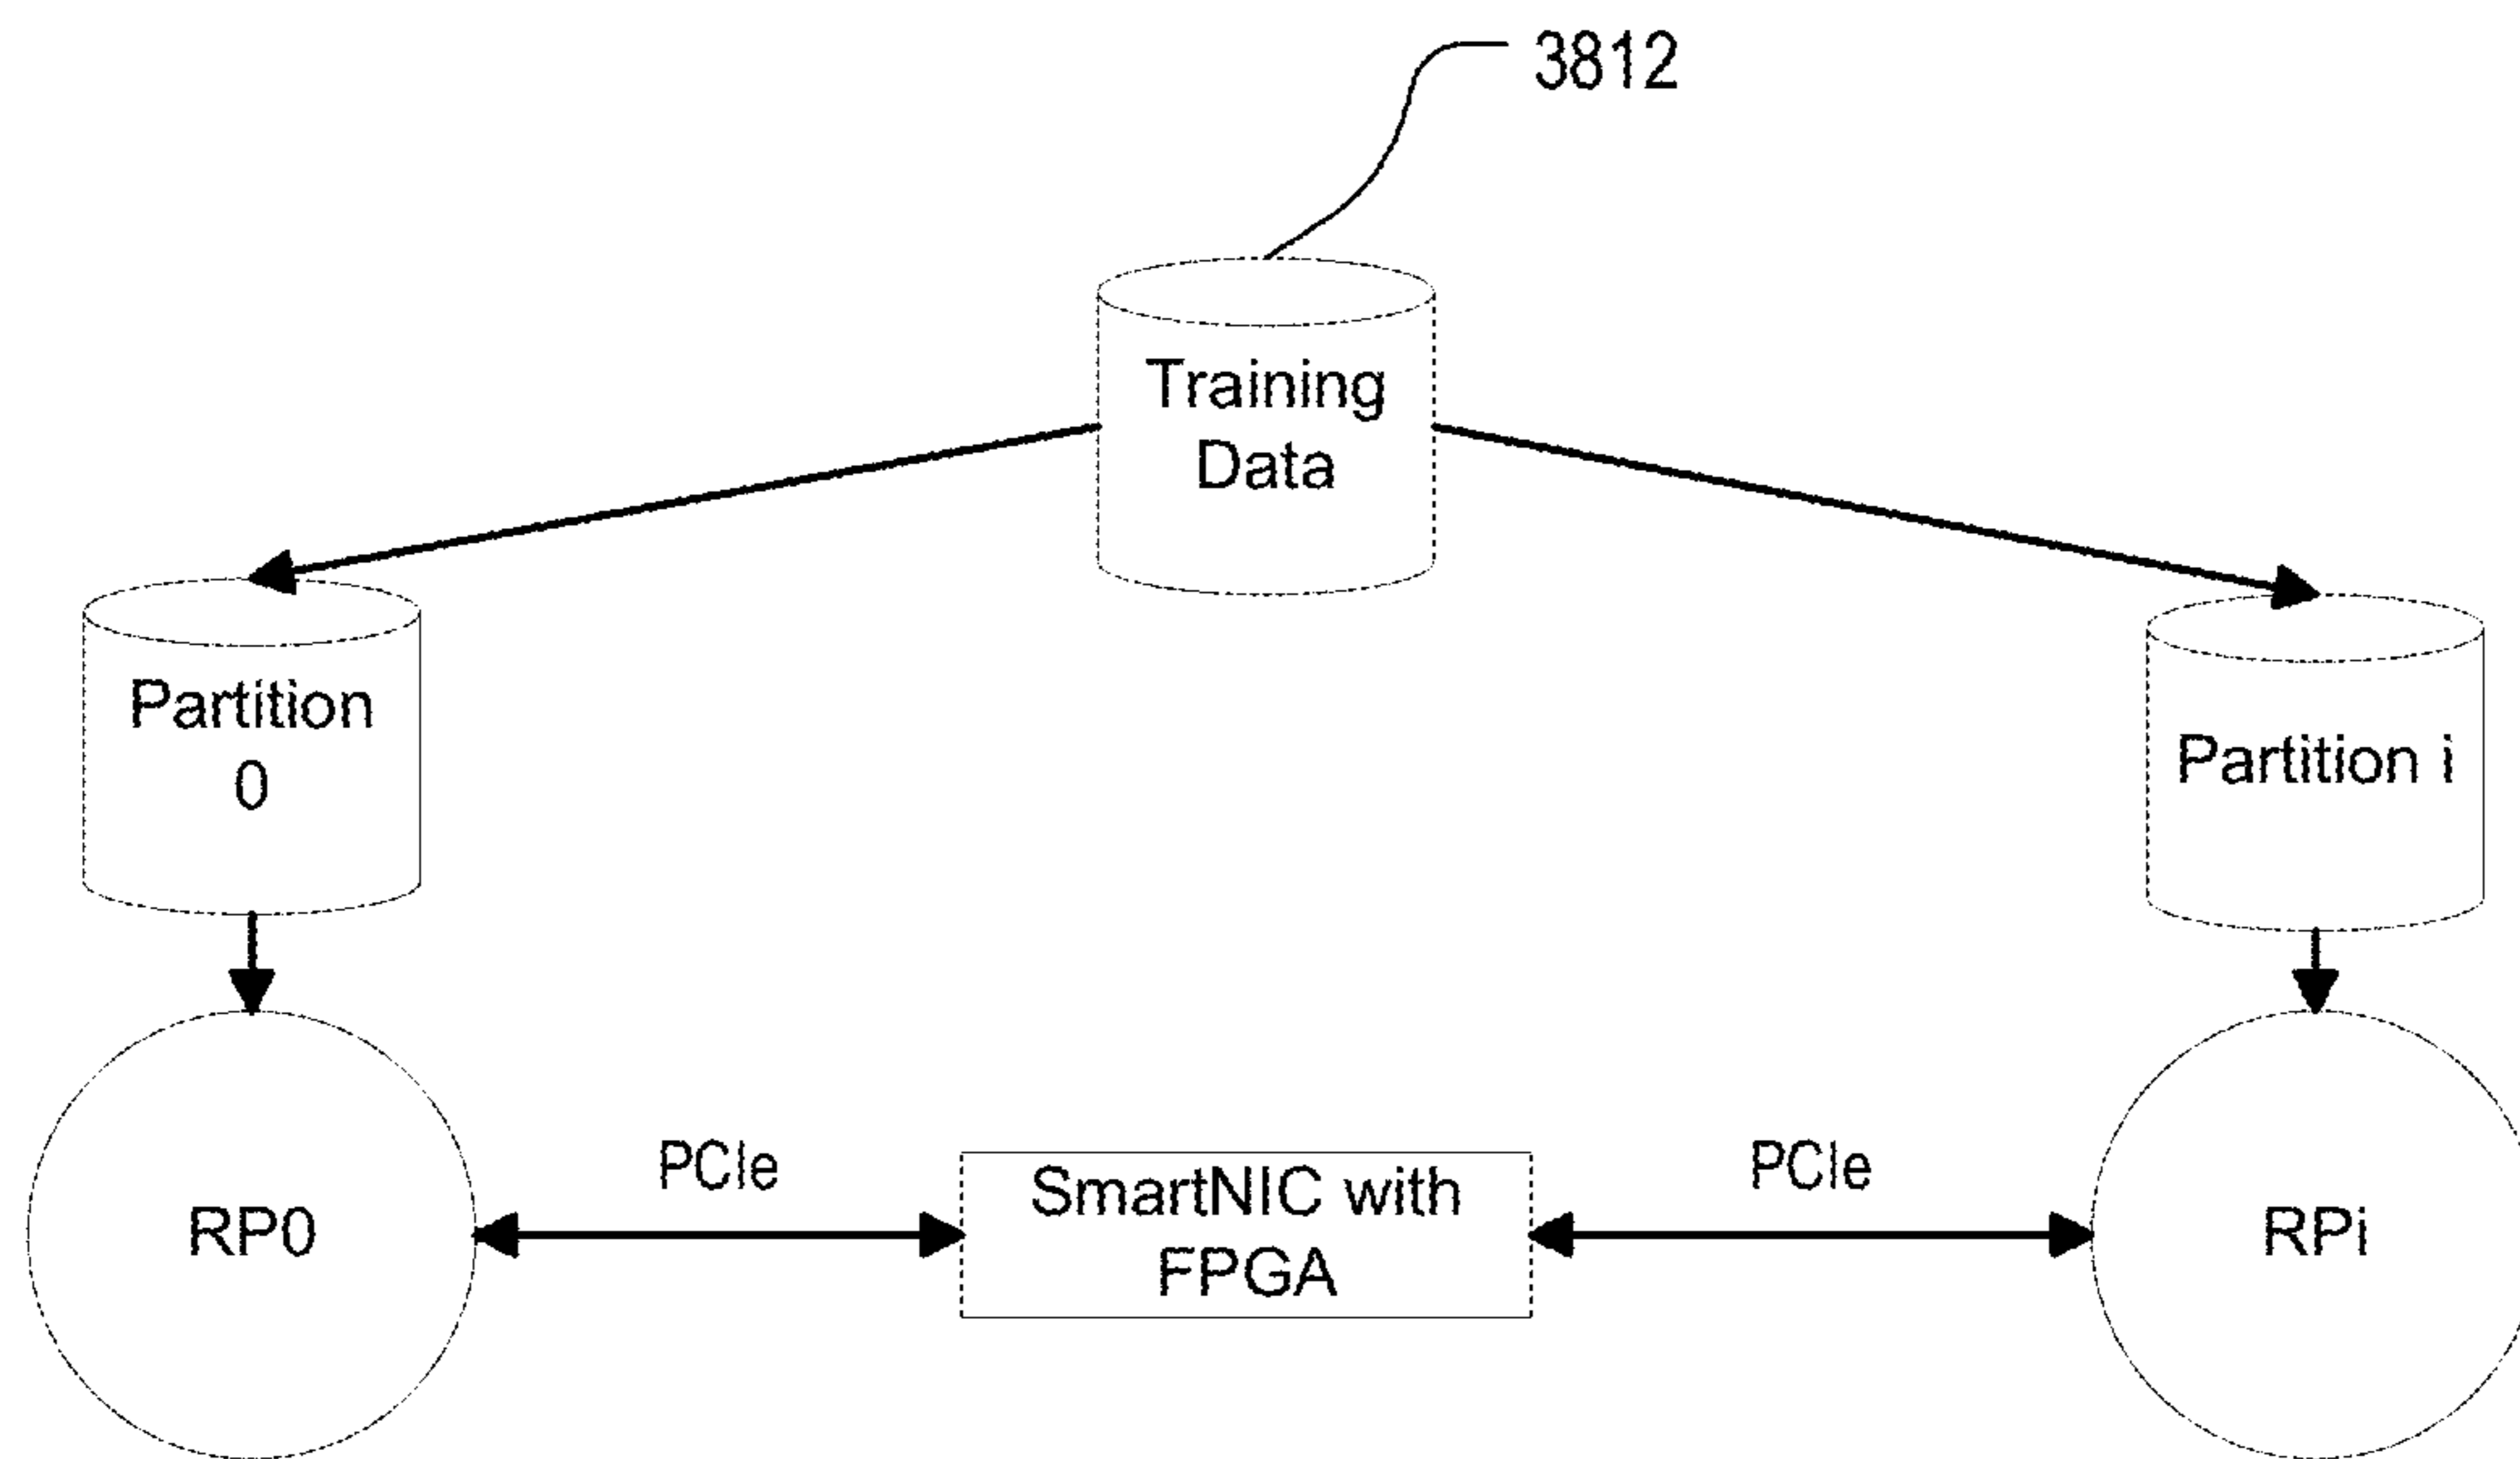 3812
Training
Data
Partition
0
Partition i
PCIe
PCIe
SmartNIC with
FPGA
RP0
RPi